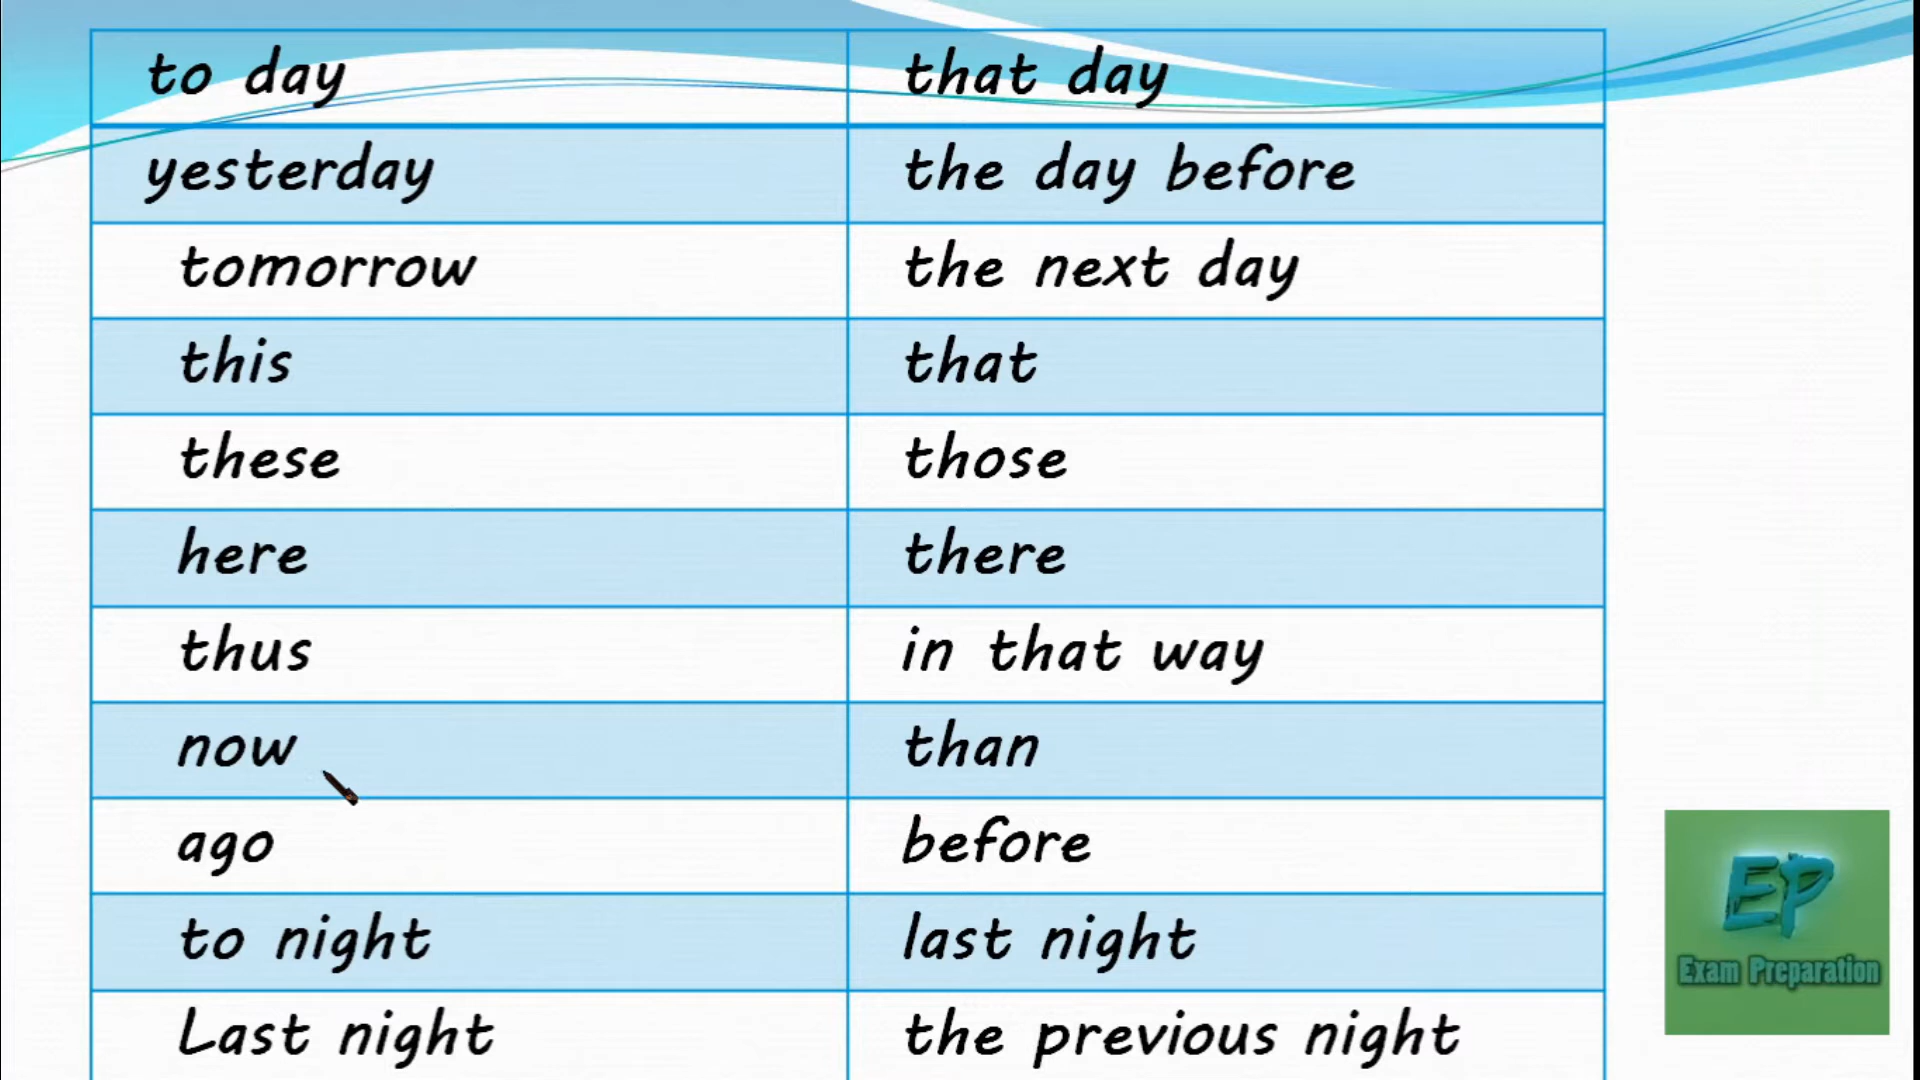 to day that day
yesterday the day before
tomorrow the next day
this that
these those
here there
thus in that way
now than
ago before
to night last night
Last night the previous night
EP
Exam Preparation